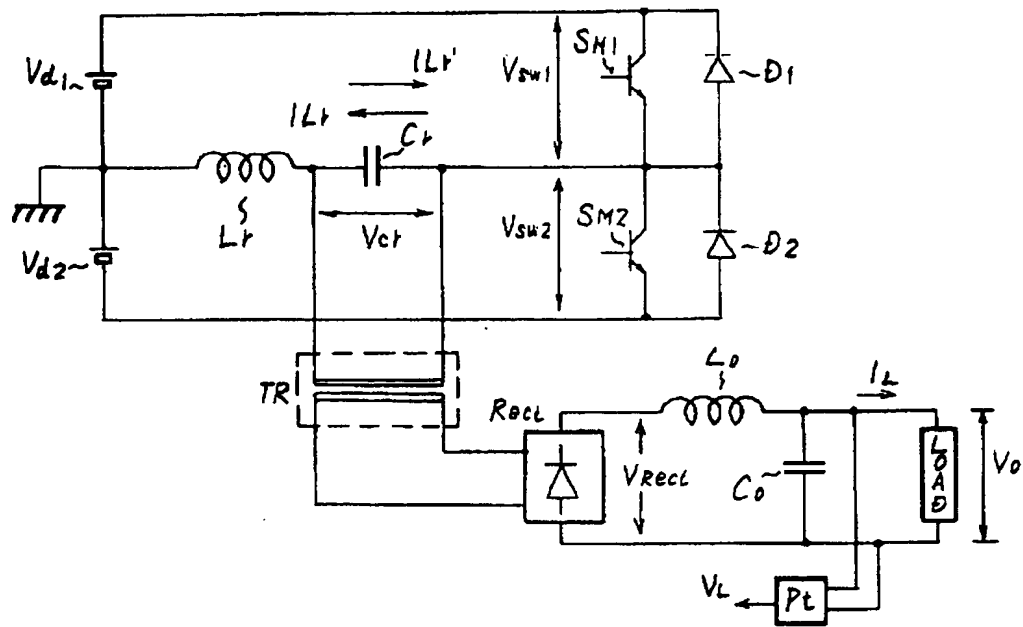 Vd1
ILr'
ILr
Cr
Vsw1
SM1
D1
Lr
Vcr
Vsw2
SM2
D2
Vd2
TR
Rect
Lo
IL
VRect
Co
LOAD
Vo
VL
Pt